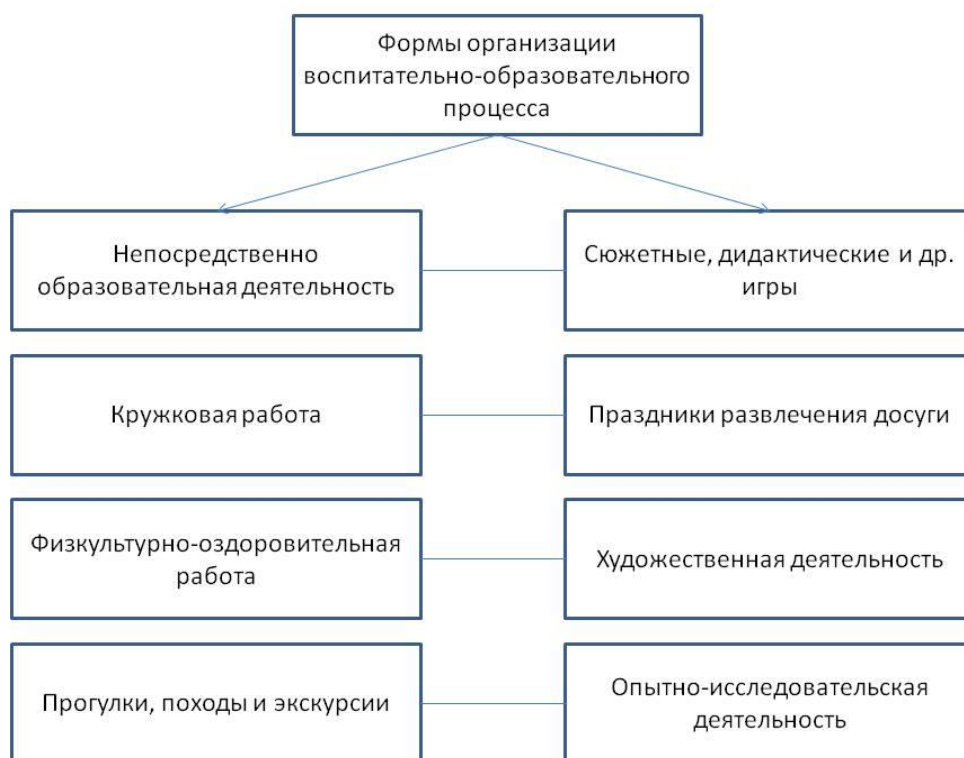 Формы организации
воспитательно-образовательного
процесса
Непосредственно
образовательная деятельность
Сюжетные, дидактические и др.
игры
Кружковая работа
Праздники развлечения досуги
Физкультурно-оздоровительная
работа
Художественная деятельность
Прогулки, походы и экскурсии
Опытно-исследовательская
деятельность